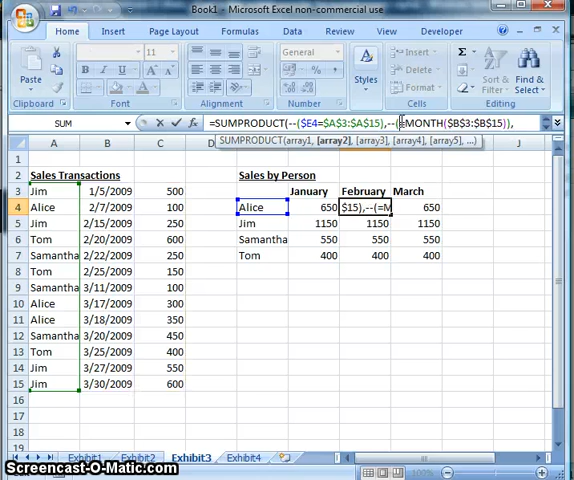 Book1 - Microsoft Excel non-commercial use
Home Insert Page Layout Formulas Data Review View
Paste
Clipboard
11
B I U
Font
Alignment
General
$ % ,
Number
Styles
Insert
Delete
Format
Cells
Σ
Sort & Filter
Find & Select
Editing
SUM =SUMPRODUCT(--($E4=$A$3:$A$15),--(=MONTH($B$3:$B$15)),
SUMPRODUCT(array1, [array2], [array3], [array4], [array5], ...)
A B C D E F G H I J
1
2 Sales Transactions Sales by Person
3 Jim 1/5/2009 500 January February March
4 Alice 2/7/2009 100 Alice 650 $15),--(=M 650
5 Jim 2/15/2009 250 Jim 1150 1150 1150
6 Tom 2/20/2009 600 Samantha 550 550 550
7 Samantha 2/22/2009 250 Tom 400 400 400
8 Tom 2/25/2009 150
9 Samantha 3/11/2009 100
10 Alice 3/17/2009 300
11 Alice 3/18/2009 350
12 Samantha 3/20/2009 450
13 Tom 3/25/2009 400
14 Jim 3/27/2009 550
15 Jim 3/30/2009 600
16
17
18
19
Exhibit1 Exhibit2 Exhibit3 Exhibit4
Screencast-O-Matic.com
100%